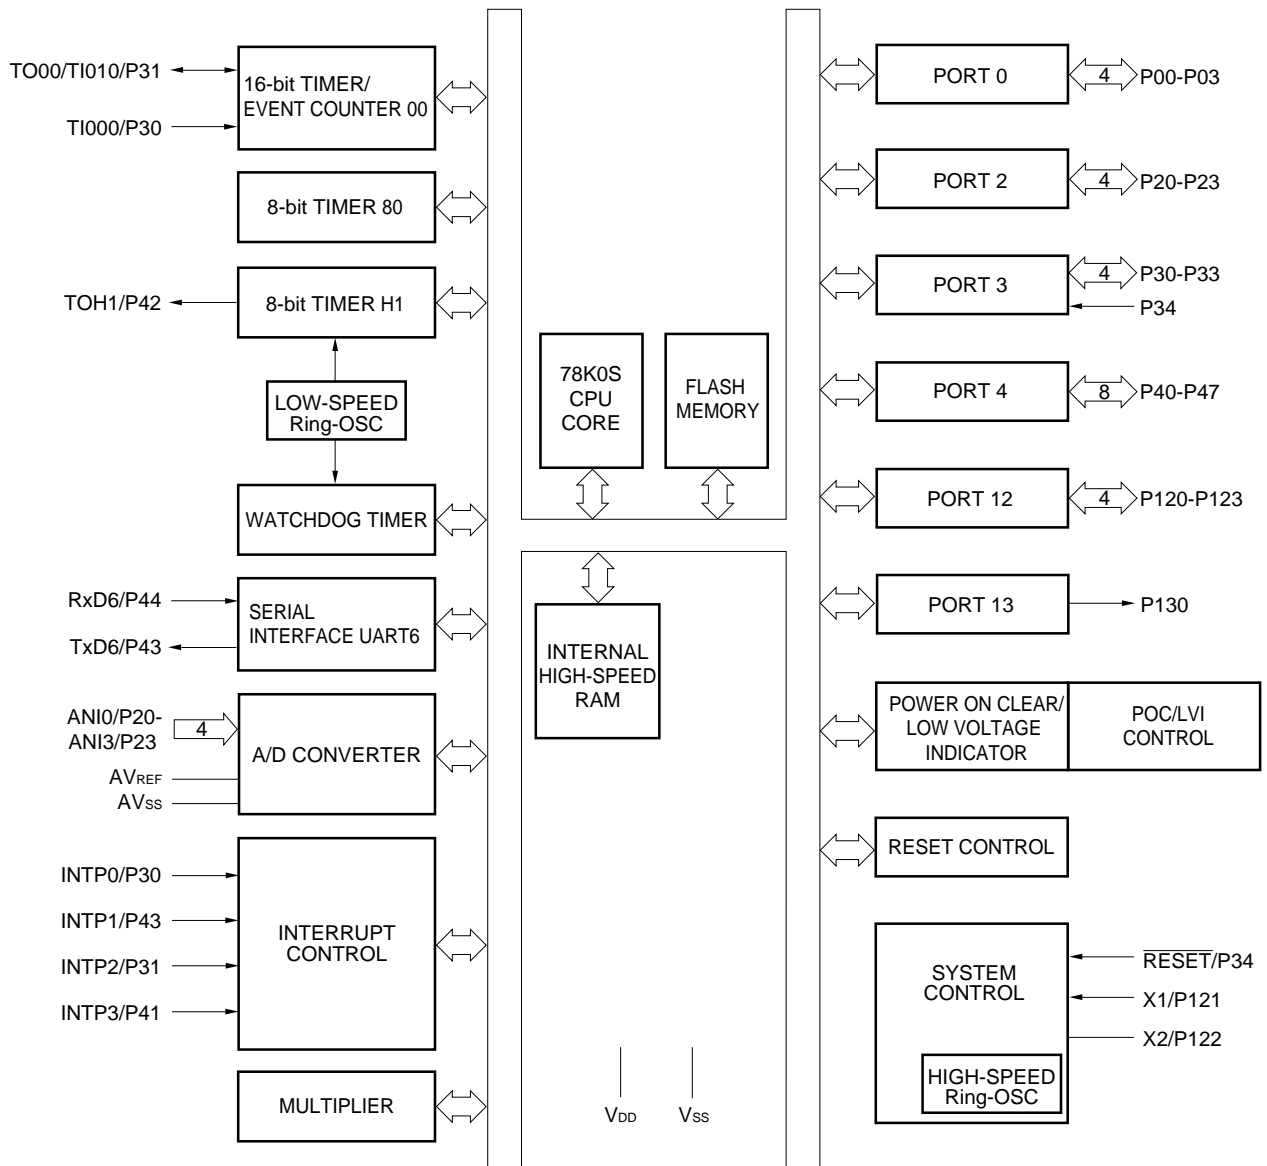 TO00/TI010/P31
TI000/P30
16-bit TIMER/
EVENT COUNTER 00
8-bit TIMER 80
TOH1/P42
8-bit TIMER H1
LOW-SPEED
Ring-OSC
WATCHDOG TIMER
RxD6/P44
TxD6/P43
SERIAL
INTERFACE UART6
ANI0/P20-
ANI3/P23
4
AVREF
AVSS
A/D CONVERTER
INTP0/P30
INTP1/P43
INTP2/P31
INTP3/P41
INTERRUPT
CONTROL
MULTIPLIER
78K0S
CPU
CORE
FLASH
MEMORY
INTERNAL
HIGH-SPEED
RAM
VDD
VSS
PORT 0
4
P00-P03
PORT 2
4
P20-P23
PORT 3
4
P30-P33
P34
PORT 4
8
P40-P47
PORT 12
4
P120-P123
PORT 13
P130
POWER ON CLEAR/
LOW VOLTAGE
INDICATOR
POC/LVI
CONTROL
RESET CONTROL
SYSTEM
CONTROL
HIGH-SPEED
Ring-OSC
RESET/P34
X1/P121
X2/P122